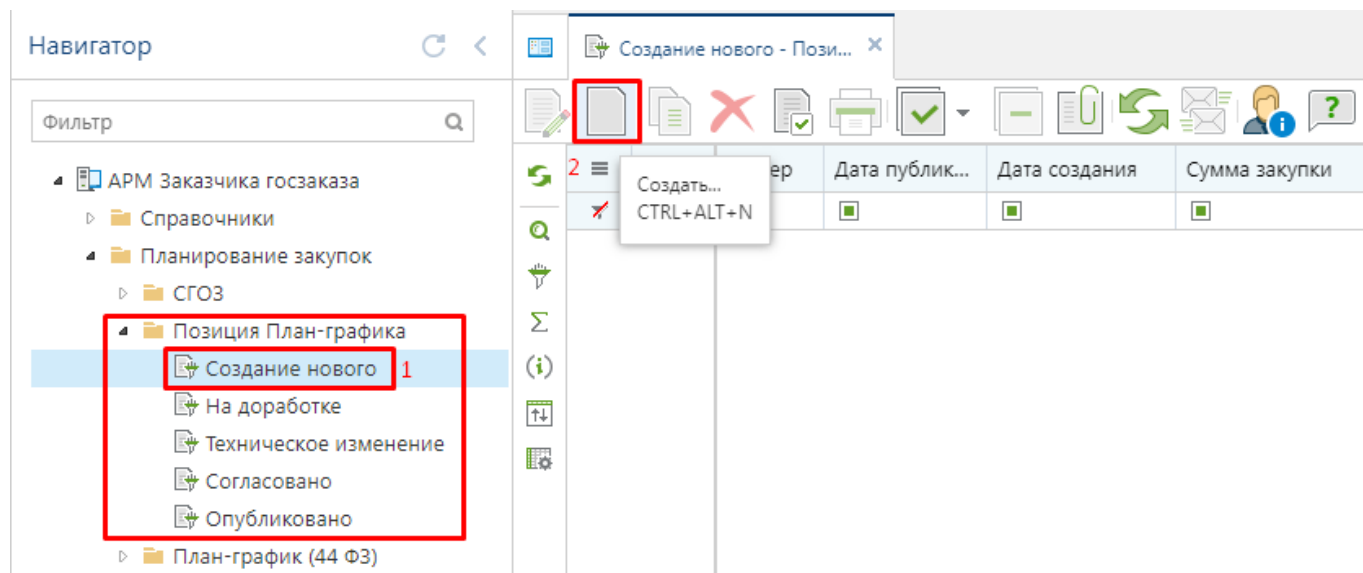 Навигатор
Создание нового - Пози...
Фильтр
АРМ Заказчика госзаказа
Справочники
Планирование закупок
СГОЗ
Позиция План-графика
Создание нового 1
На доработке
Техническое изменение
Согласовано
Опубликовано
План-график (44 ФЗ)
2
ер Дата публик... Дата создания Сумма закупки
Создать...
CTRL+ALT+N